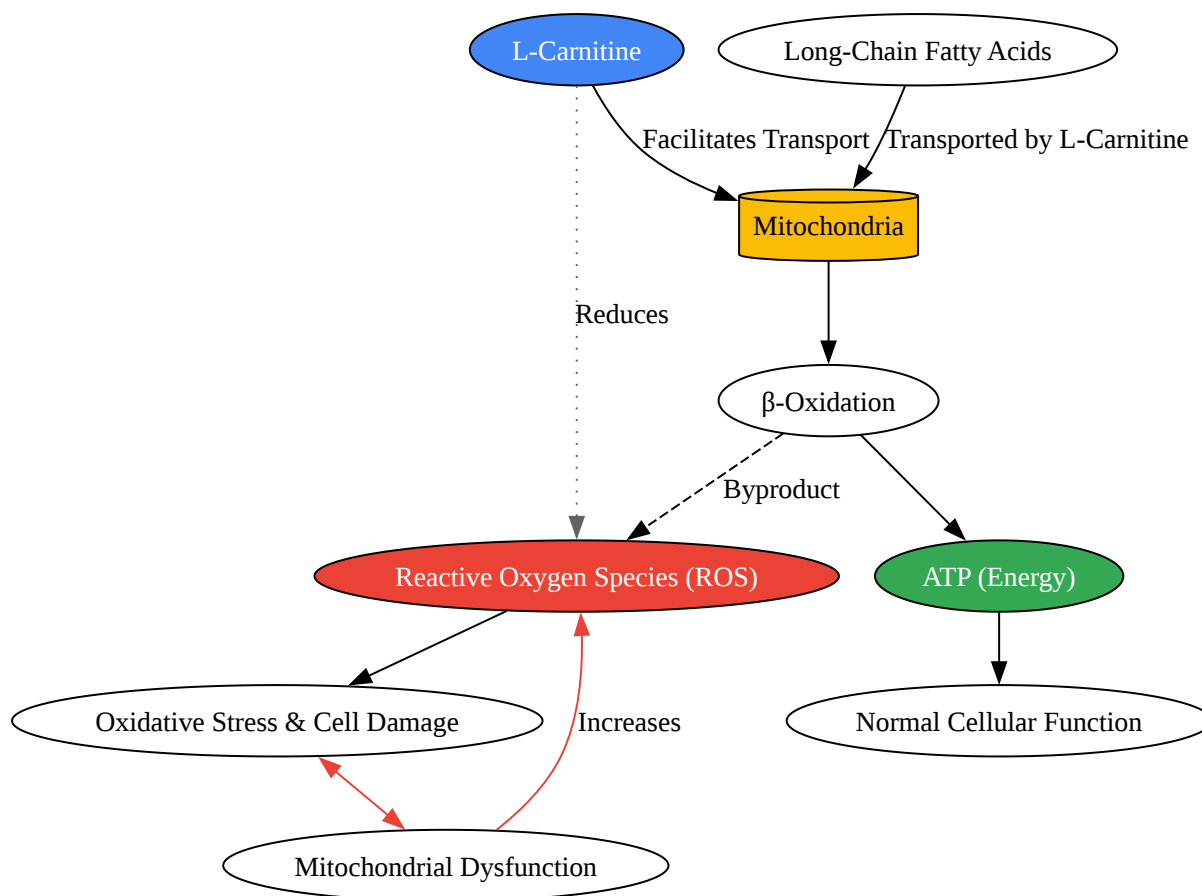 L-Carnitine
Long-Chain Fatty Acids
Facilitates Transport
Transported by L-Carnitine
Mitochondria
Reduces
β-Oxidation
Byproduct
Reactive Oxygen Species (ROS)
ATP (Energy)
Oxidative Stress & Cell Damage
Increases
Normal Cellular Function
Mitochondrial Dysfunction